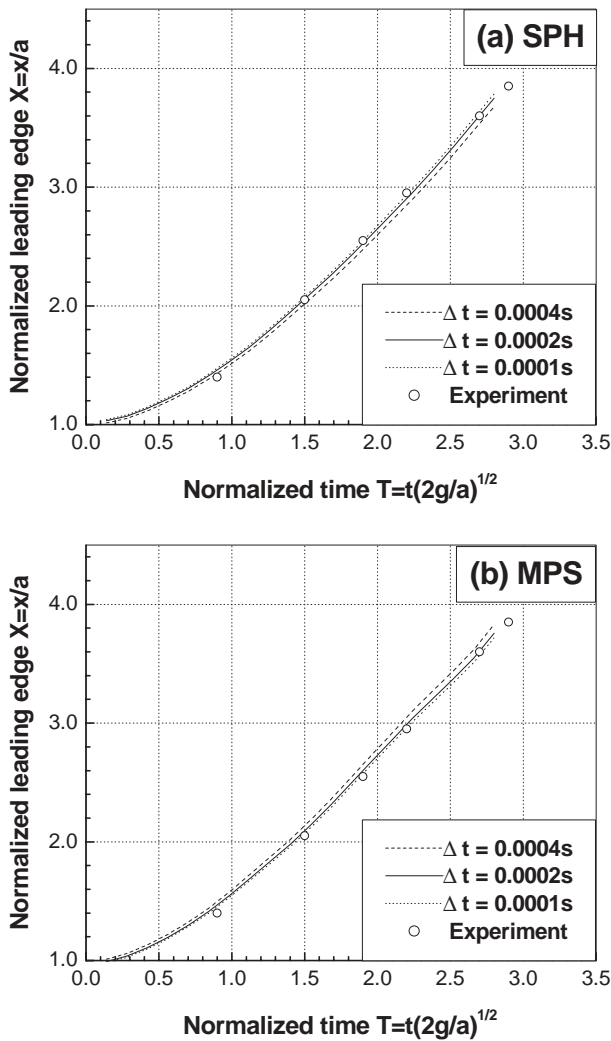 (a) SPH
4.0
3.0
2.0
1.0
Normalized leading edge X=x/a
Δ t = 0.0004s
Δ t = 0.0002s
Δ t = 0.0001s
Experiment
0.0 0.5 1.0 1.5 2.0 2.5 3.0 3.5
Normalized time T=t(2g/a)^1/2
(b) MPS
4.0
3.0
2.0
1.0
Normalized leading edge X=x/a
Δ t = 0.0004s
Δ t = 0.0002s
Δ t = 0.0001s
Experiment
0.0 0.5 1.0 1.5 2.0 2.5 3.0 3.5
Normalized time T=t(2g/a)^1/2